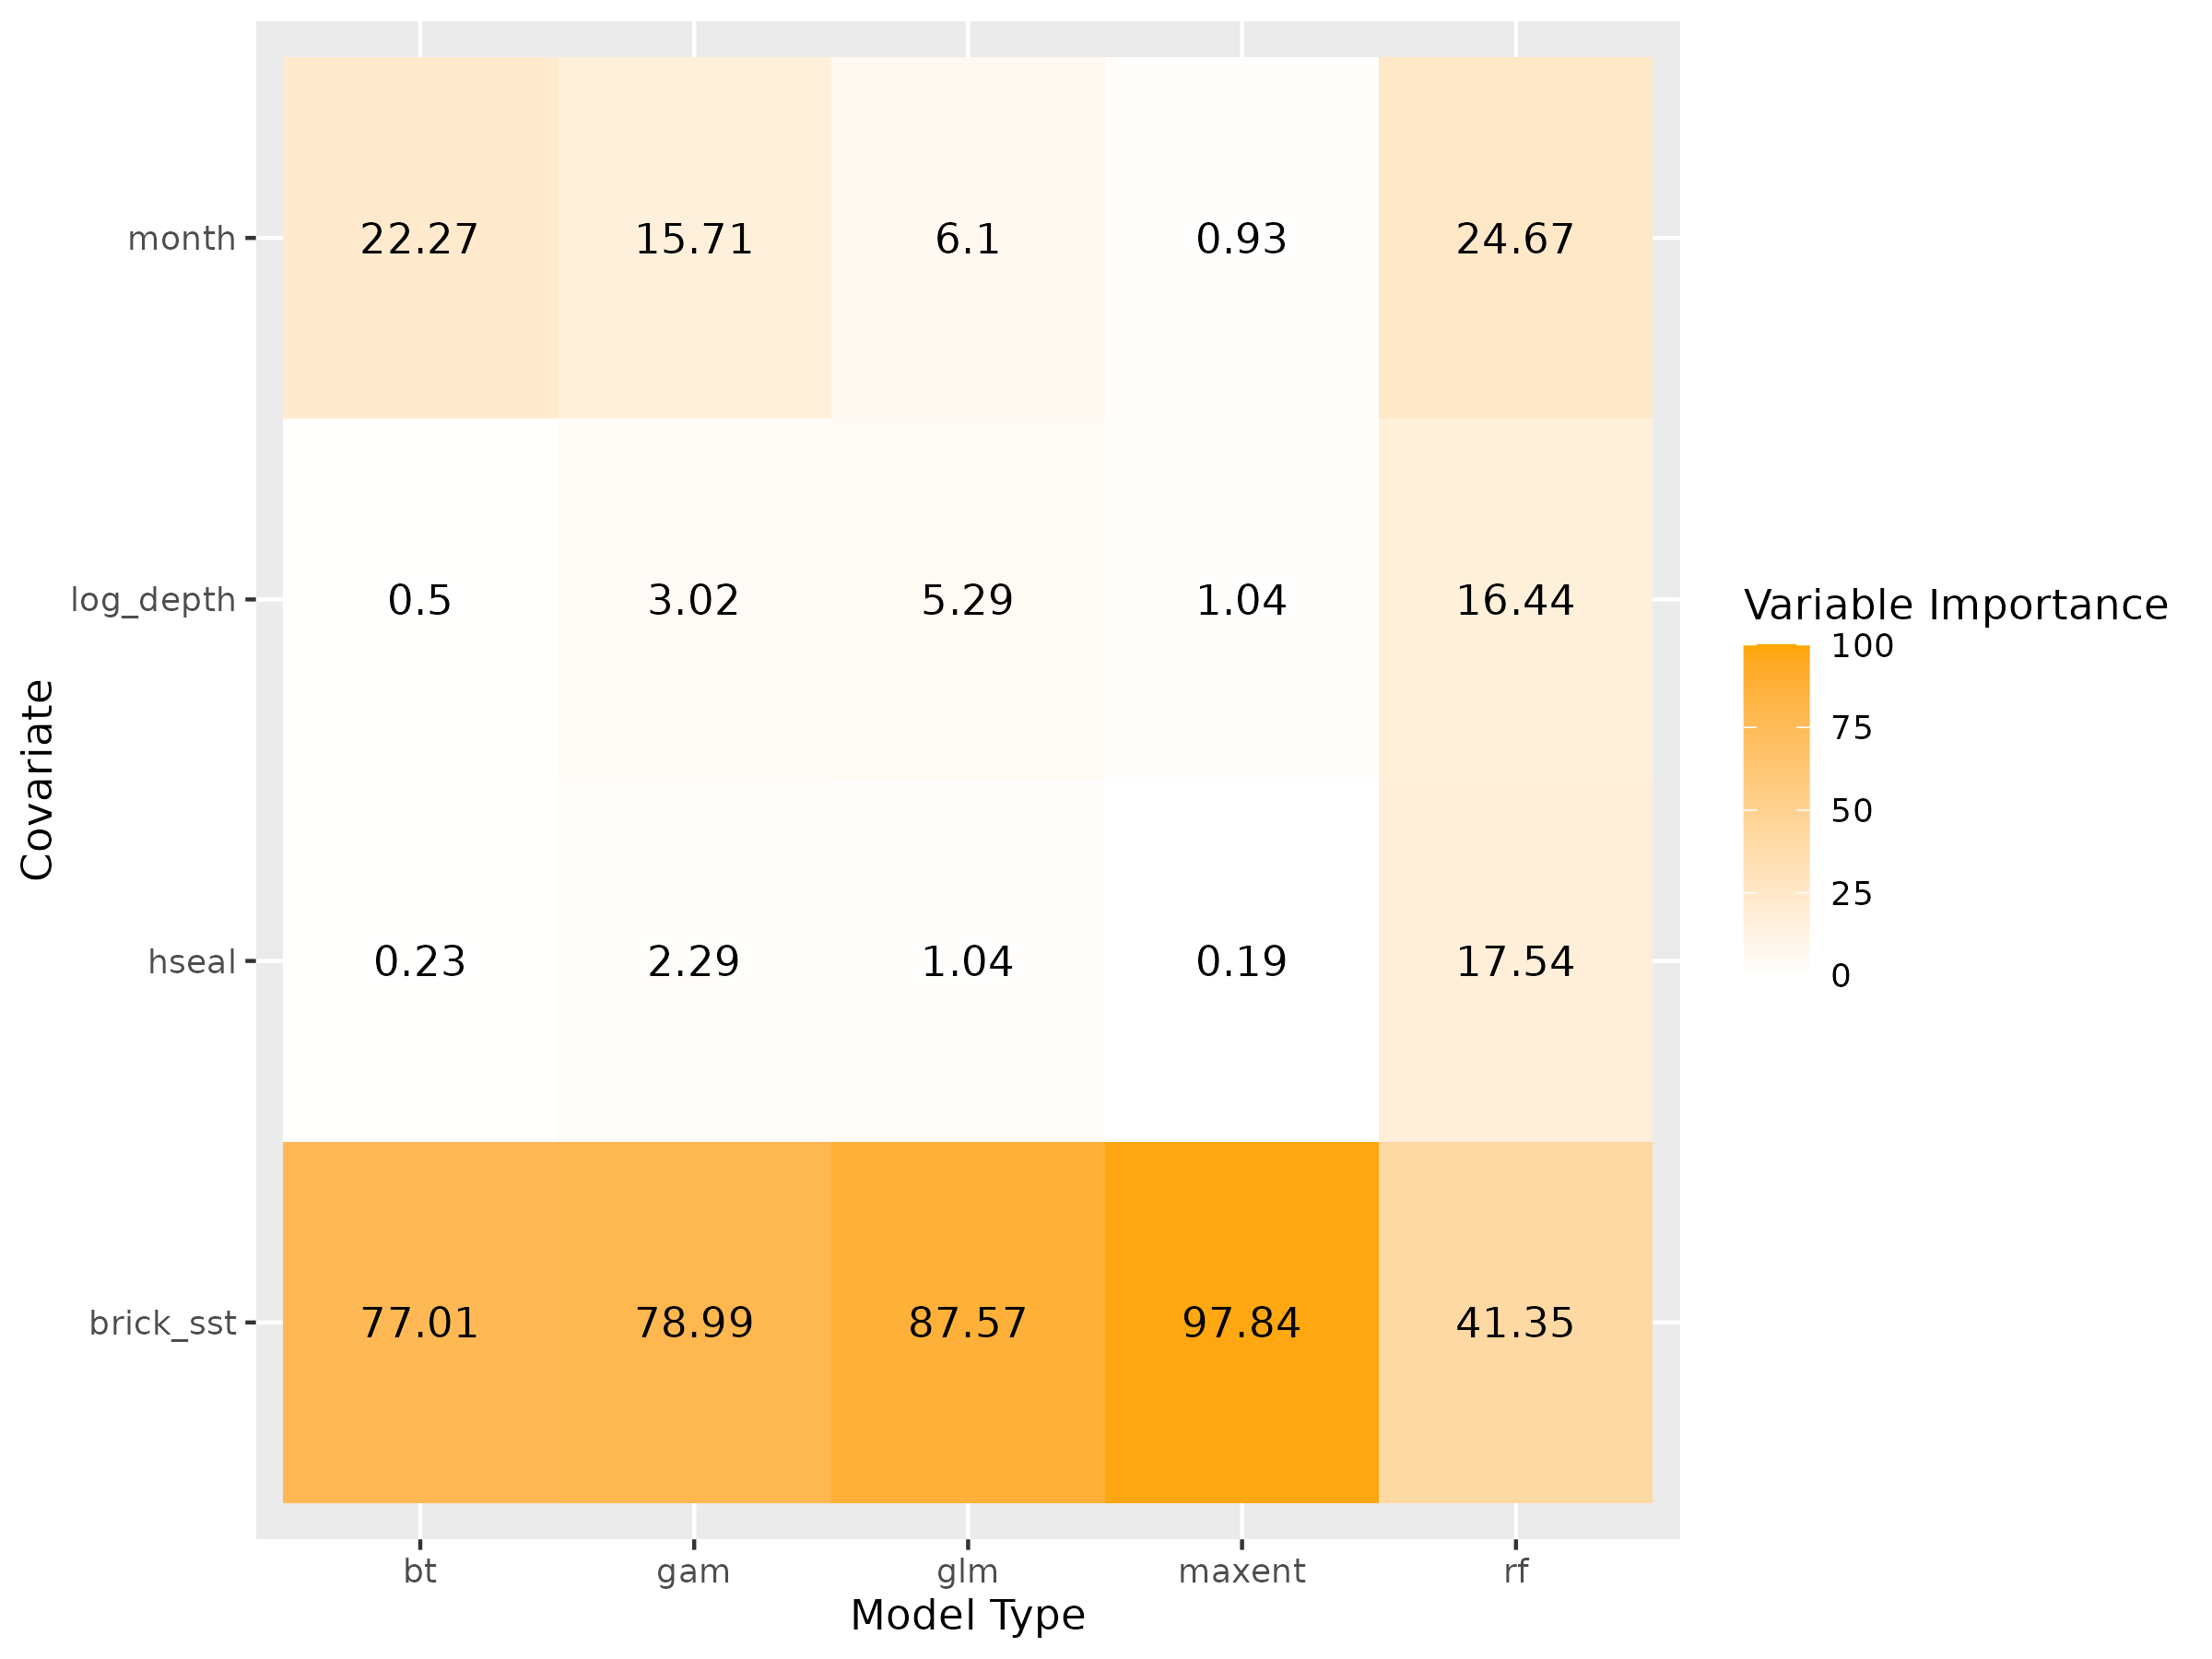 month 22.27 15.71 6.1 0.93 24.67
log_depth 0.5 3.02 5.29 1.04 16.44
hseal 0.23 2.29 1.04 0.19 17.54
brick_sst 77.01 78.99 87.57 97.84 41.35
bt gam glm maxent rf
Model Type
Covariate
Variable Importance
100
75
50
25
0